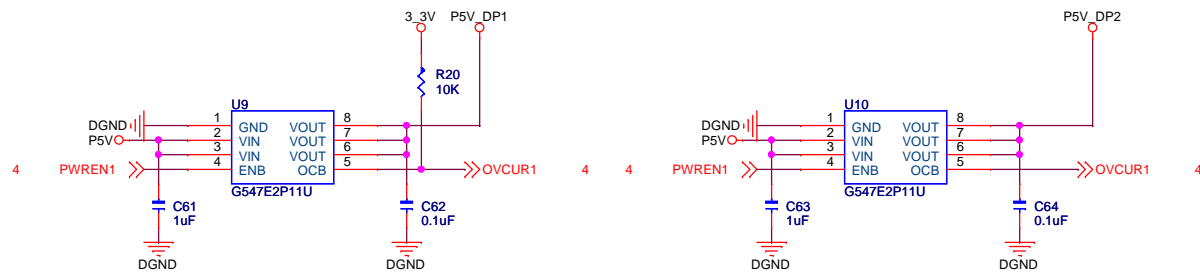 3_3V P5V_DP1 P5V_DP2
R20
10K
U9 U10
DGND 1 GND VOUT 8 DGND 1 GND VOUT 8
P5V 2 VIN VOUT 7 P5V 2 VIN VOUT 7
3 VIN VOUT 6 3 VIN VOUT 6
4 PWREN1 4 ENB OCB 5 OVCUR1 4 4 PWREN1 4 ENB OCB 5 OVCUR1 4
G547E2P11U G547E2P11U
C61 C62 C63 C64
1uF 0.1uF 1uF 0.1uF
DGND DGND DGND DGND